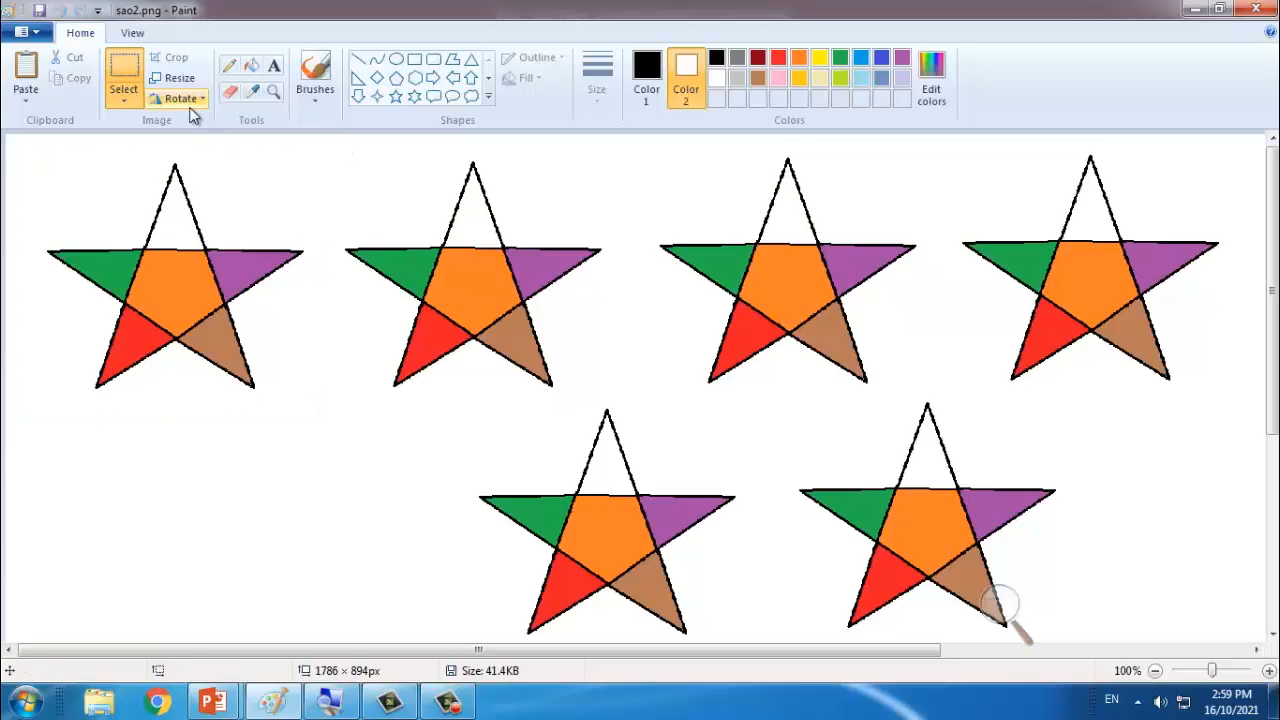 sao2.png - Paint
Home
View
Paste
Cut
Copy
Clipboard
Select
Crop
Resize
Rotate
Image
A
Tools
Brushes
Outline
Fill
Shapes
Size
Color 1
Color 2
Edit colors
Colors
1786 × 894px
Size: 41.4KB
100%
EN
2:59 PM
16/10/2021